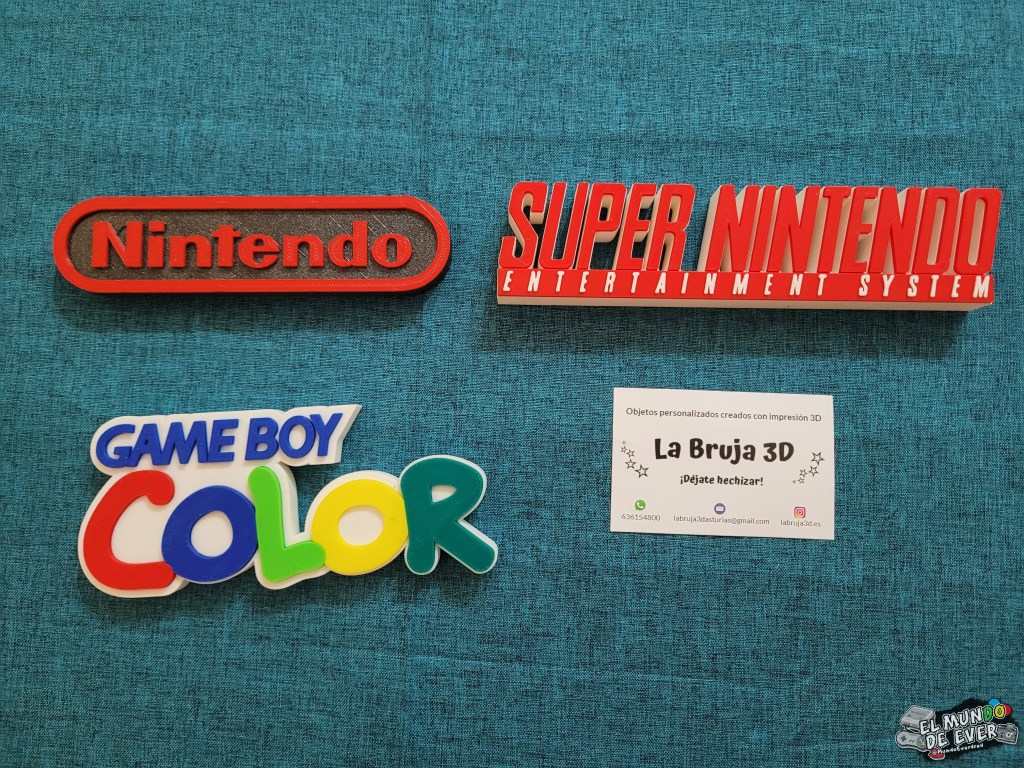 Nintendo
SUPER NINTENDO
ENTERTAINMENT SYSTEM
GAME BOY
COLOR
Objetos personalizados creados con impresión 3D
La Bruja 3D
¡Déjate hechizar!
636154800
labruja3dasturias@gmail.com
labruja3d.es
EL MUNDO
DE EVER